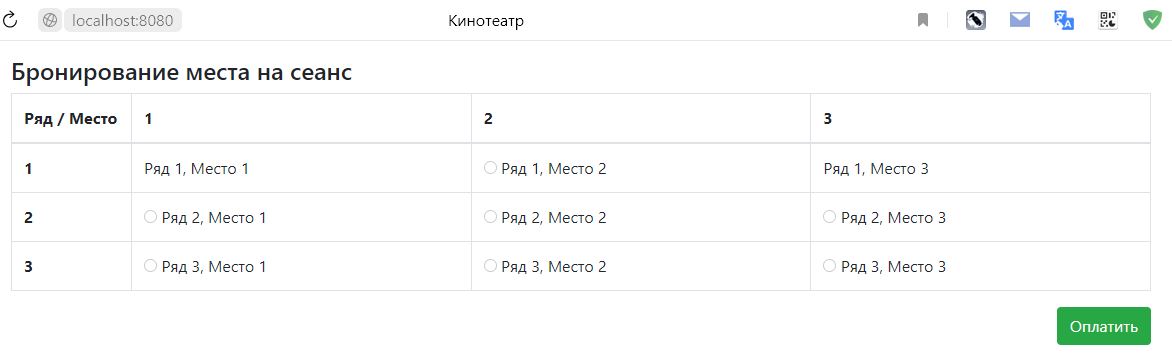 localhost:8080 Кинотеатр
Бронирование места на сеанс
Ряд / Место 1 2 3
1 Ряд 1, Место 1 Ряд 1, Место 2 Ряд 1, Место 3
2 Ряд 2, Место 1 Ряд 2, Место 2 Ряд 2, Место 3
3 Ряд 3, Место 1 Ряд 3, Место 2 Ряд 3, Место 3
Оплатить